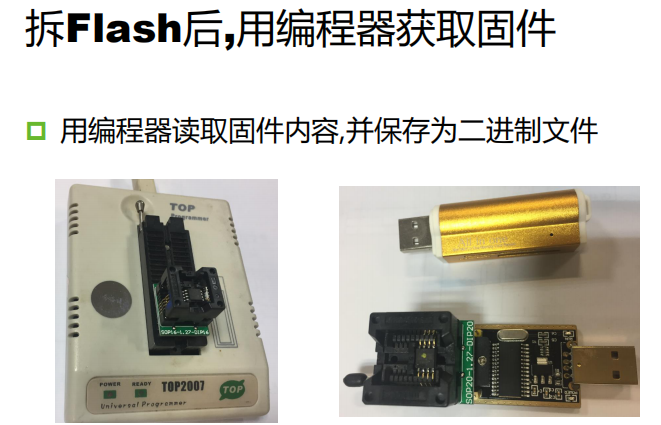 拆Flash后,用编程器获取固件
用编程器读取固件内容,并保存为二进制文件
TOP
Programmer
SOP16-1.27-DIP16
POWER
READY
TOP2007
TOP
Universal Programmer
SOP20-1.27-DIP20